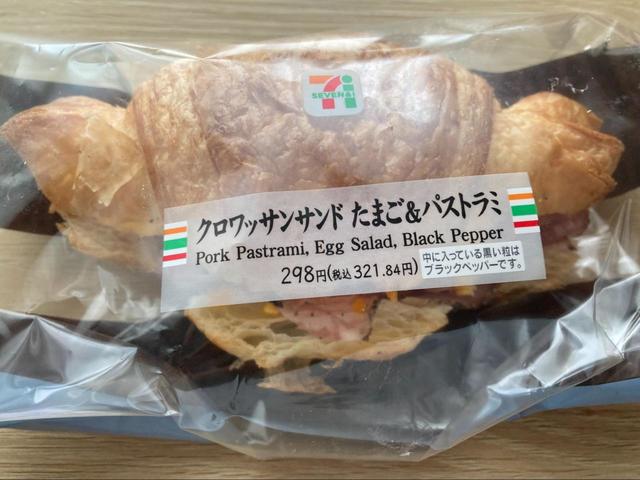 7i
SEVEN&i
クロワッサンサンド たまご&パストラミ
Pork Pastrami, Egg Salad, Black Pepper
298円(税込321.84円)
中に入っている黒い粒は
ブラックペッパーです。